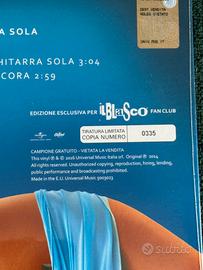 A SOLA
HITARRA SOLA 3:04
CORA 2:59
EDIZIONE ESCLUSIVA PER ilBlasco FAN CLUB
TIRATURA LIMITATA
COPIA NUMERO 0335
CAMPIONE GRATUITO - VIETATA LA VENDITA
This vinyl ℗ & © 2016 Universal Music Italia srl. Original ℗ 2014
All rights reserved. Unauthorized copying, reproduction, hiring, lending,
public performance and broadcasting prohibited.
Made in the E.U. Universal Music
Subito